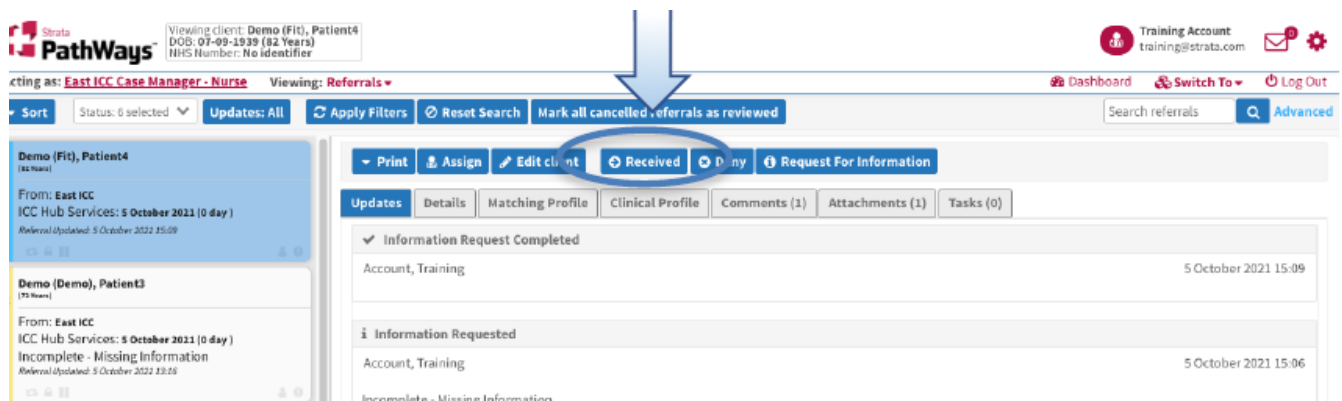 Strata
PathWays
Viewing client: Demo (Fit), Patient4
DOB: 07-09-1939 (82 Years)
NHS Number: No identifier
Training Account
training@strata.com
cting as: East ICC Case Manager - Nurse Viewing: Referrals
Dashboard Switch To Log Out
Sort Status: 6 selected Updates: All Apply Filters Reset Search Mark all cancelled referrals as reviewed Search referrals Advanced
Demo (Fit), Patient4
(82 Years)
From: East ICC
ICC Hub Services: 5 October 2021 (0 day )
Referral Updated: 5 October 2021 15:09
Demo (Demo), Patient3
(73 Years)
From: East ICC
ICC Hub Services: 5 October 2021 (0 day )
Incomplete - Missing Information
Referral Updated: 5 October 2021 13:16
Print Assign Edit client Received Deny Request For Information
Updates Details Matching Profile Clinical Profile Comments (1) Attachments (1) Tasks (0)
Information Request Completed
Account, Training 5 October 2021 15:09
Information Requested
Account, Training 5 October 2021 15:06
Incomplete - Missing Information